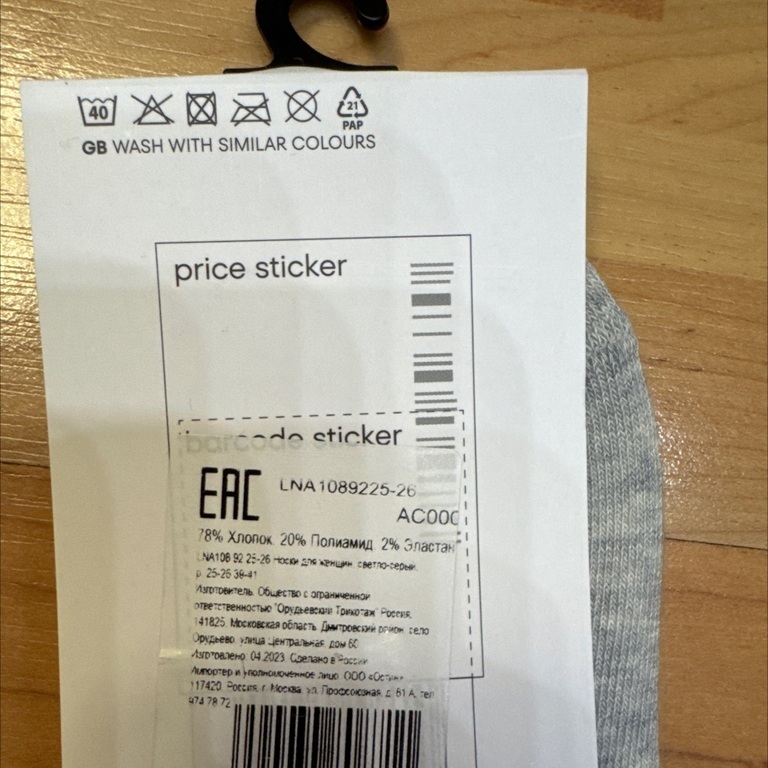 40
21
PAP
GB WASH WITH SIMILAR COLOURS
price sticker
barcode sticker
EAC LNA1089225-26
AC000
78% Хлопок. 20% Полиамид. 2% Эластан
LNA108 92 25-26 Носки для женщин. светло-серый.
р. 25-26 39-41
Изготовитель. Общество с ограниченной
ответственностью "Орудьевский Трикотаж" Россия,
141825, Московская область, Дмитровский район, село
Орудьево, улица Центральная, дом 60
Изготовлено: 04.2023. Сделано в России
Импортер и уполномоченное лицо: ООО «Остин»
117420, Россия, г. Москва, ул. Профсоюзная, д. 61 А, тел
974 78 72